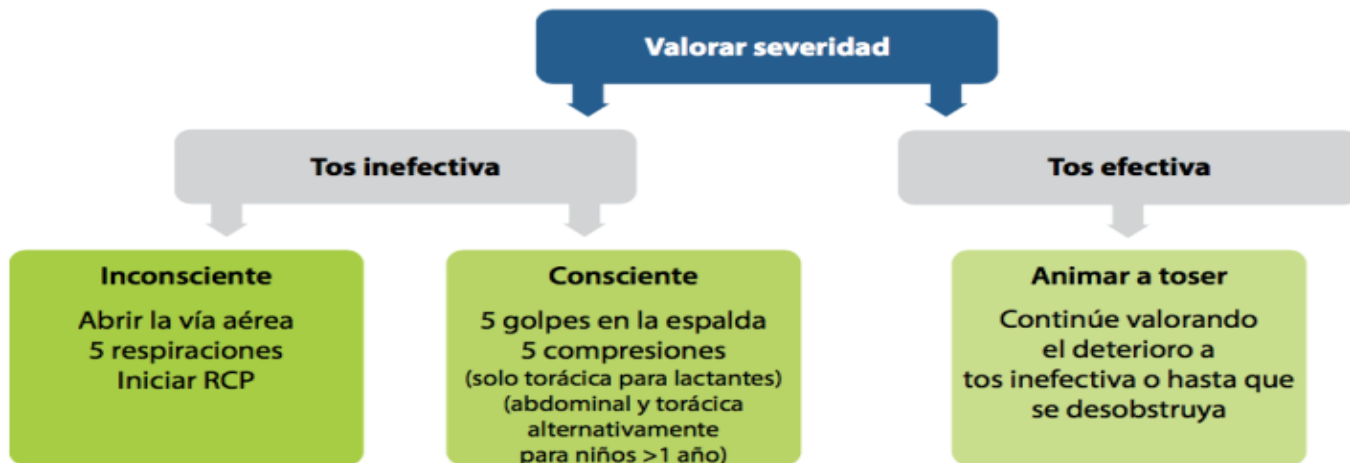 Valorar severidad
Tos inefectiva
Tos efectiva
Inconsciente
Abrir la vía aérea
5 respiraciones
Iniciar RCP
Consciente
5 golpes en la espalda
5 compresiones
(solo torácica para lactantes)
(abdominal y torácica
alternativamente
para niños >1 año)
Animar a toser
Continúe valorando
el deterioro a
tos inefectiva o hasta que
se desobstruya